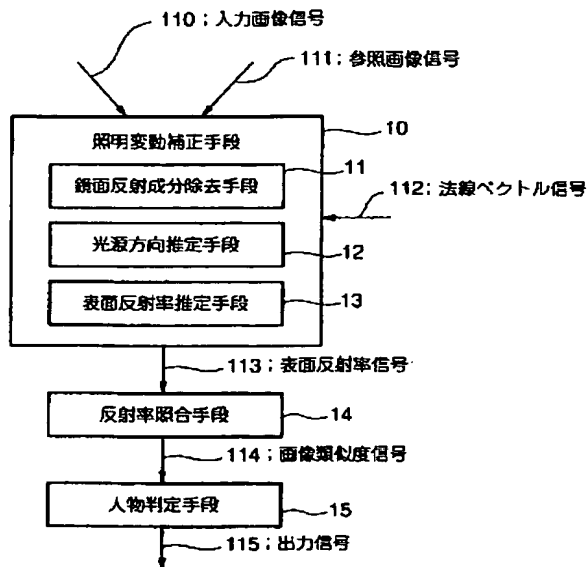 110;入力画像信号
111;参照画像信号
10
照明変動補正手段
11
鏡面反射成分除去手段
112;法線ベクトル信号
光源方向推定手段
12
表面反射率推定手段
13
113;表面反射率信号
反射率照合手段
14
114;画像類似度信号
人物判定手段
15
115;出力信号